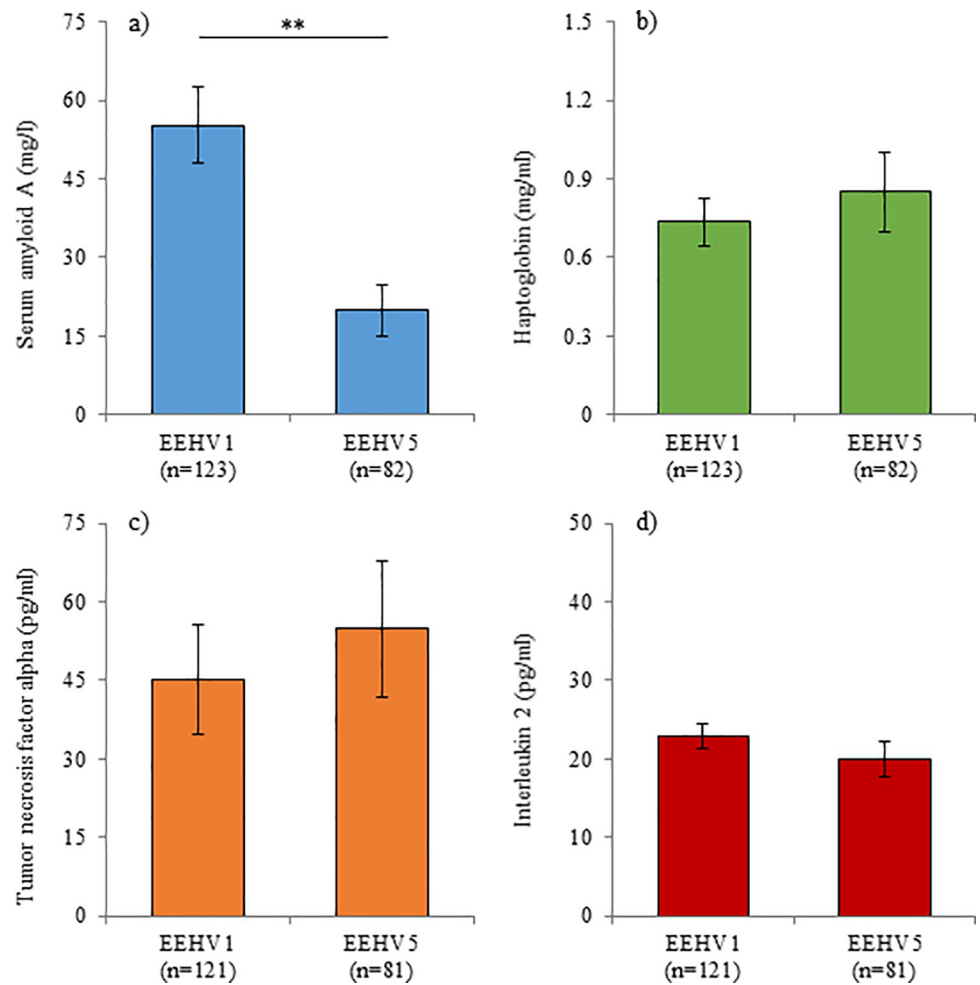 a)
**
Serum amyloid A (mg/l)
75
60
45
30
15
0
EEHV 1
(n=123)
EEHV 5
(n=82)
b)
Haptoglobin (mg/ml)
1.5
1.2
0.9
0.6
0.3
0
EEHV 1
(n=123)
EEHV 5
(n=82)
c)
Tumor necrosis factor alpha (pg/ml)
75
60
45
30
15
0
EEHV 1
(n=121)
EEHV 5
(n=81)
d)
Interleukin 2 (pg/ml)
50
40
30
20
10
0
EEHV 1
(n=121)
EEHV 5
(n=81)